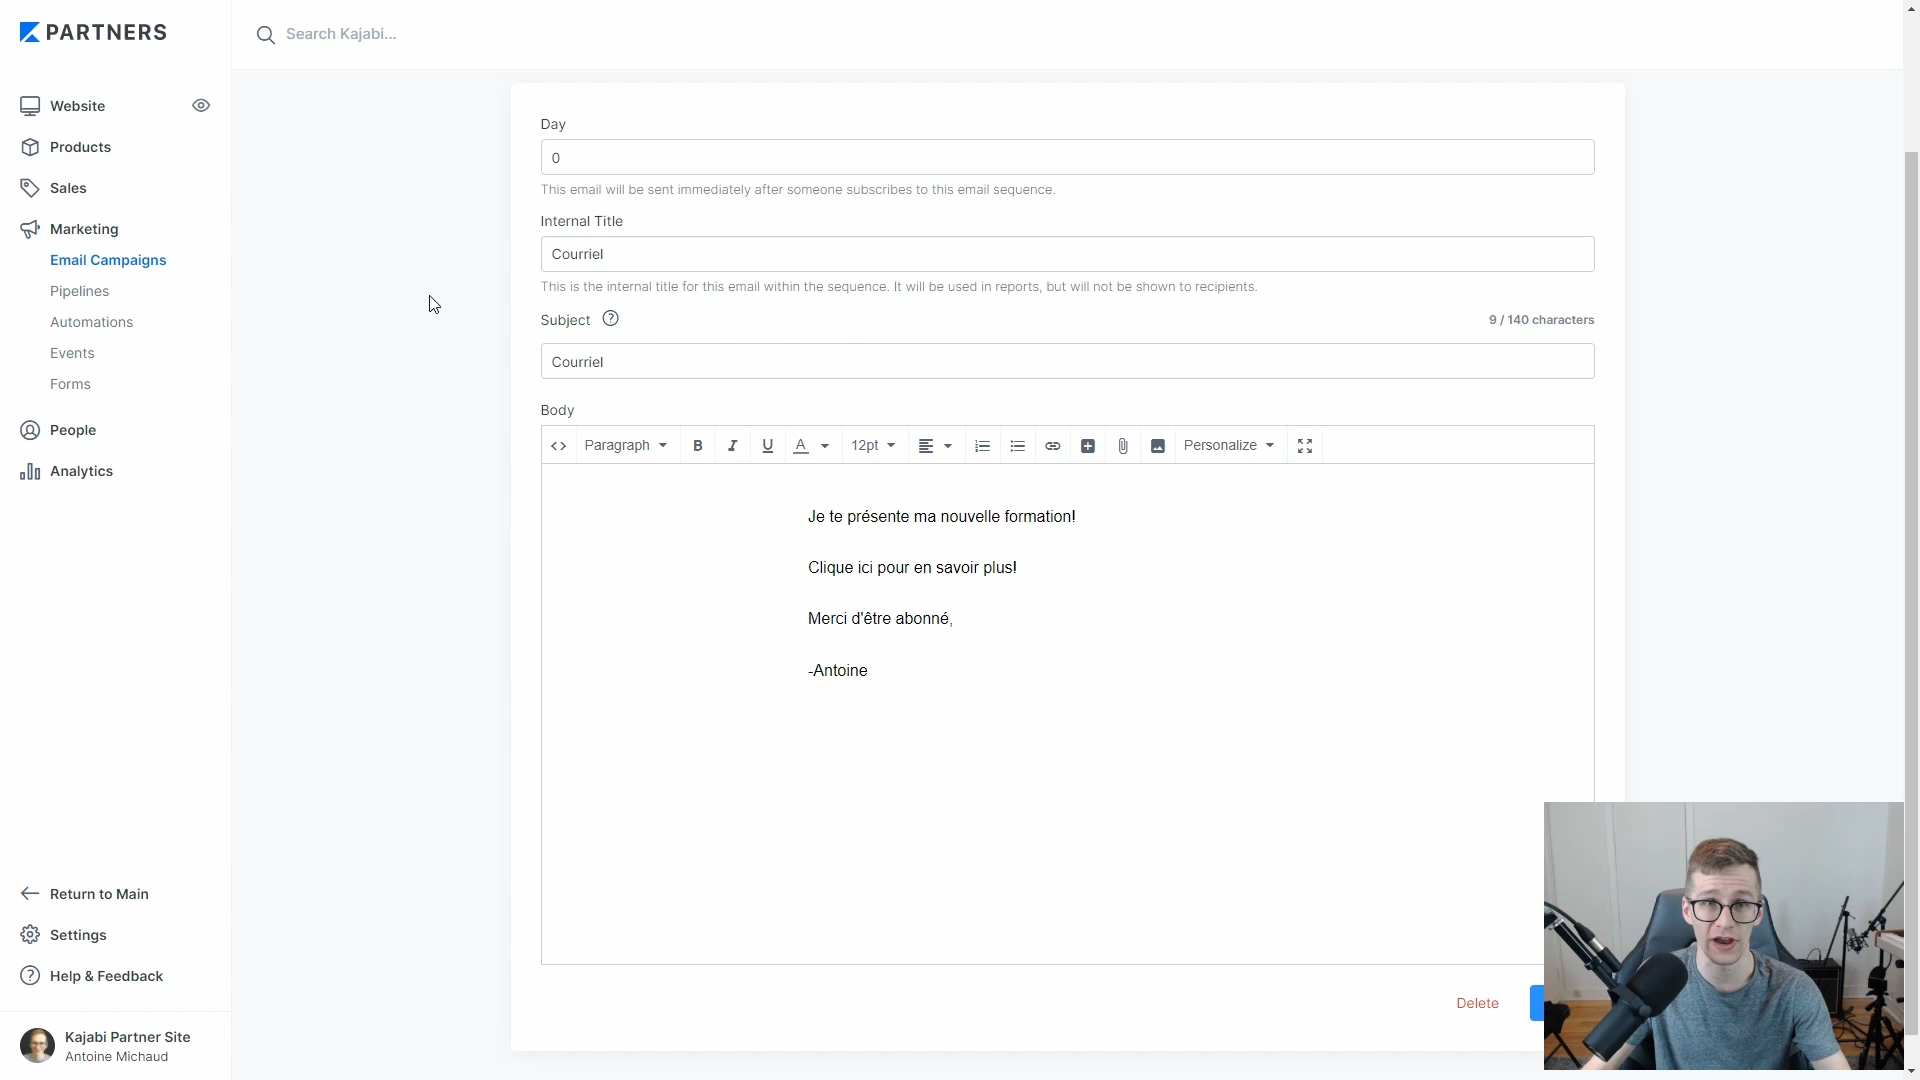 PARTNERS
Search Kajabi...
Website
Products
Sales
Marketing
Email Campaigns
Pipelines
Automations
Events
Forms
People
Analytics
Return to Main
Settings
Help & Feedback
Kajabi Partner Site
Antoine Michaud
Day
0
This email will be sent immediately after someone subscribes to this email sequence.
Internal Title
Courriel
This is the internal title for this email within the sequence. It will be used in reports, but will not be shown to recipients.
Subject ?
9 / 140 characters
Courriel
Body
<> Paragraph B I U A 12pt Personalize
Je te présente ma nouvelle formation!
Clique ici pour en savoir plus!
Merci d'être abonné,
-Antoine
Delete